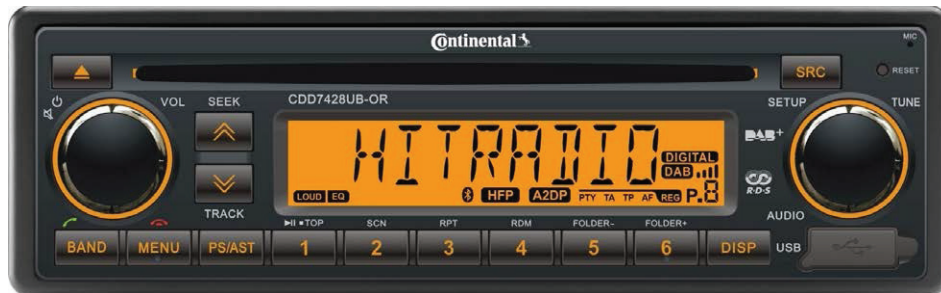 Continental
MIC
SRC
RESET
VOL SEEK CDD7428UB-OR SETUP TUNE
HITRADIO
DIGITAL
DAB
DAB+
LOUD EQ HFP A2DP PTY TA TP AF REG P.8
R·D·S
TRACK AUDIO
▶II ■TOP SCN RPT RDM FOLDER- FOLDER+
BAND MENU PS/AST 1 2 3 4 5 6 DISP USB